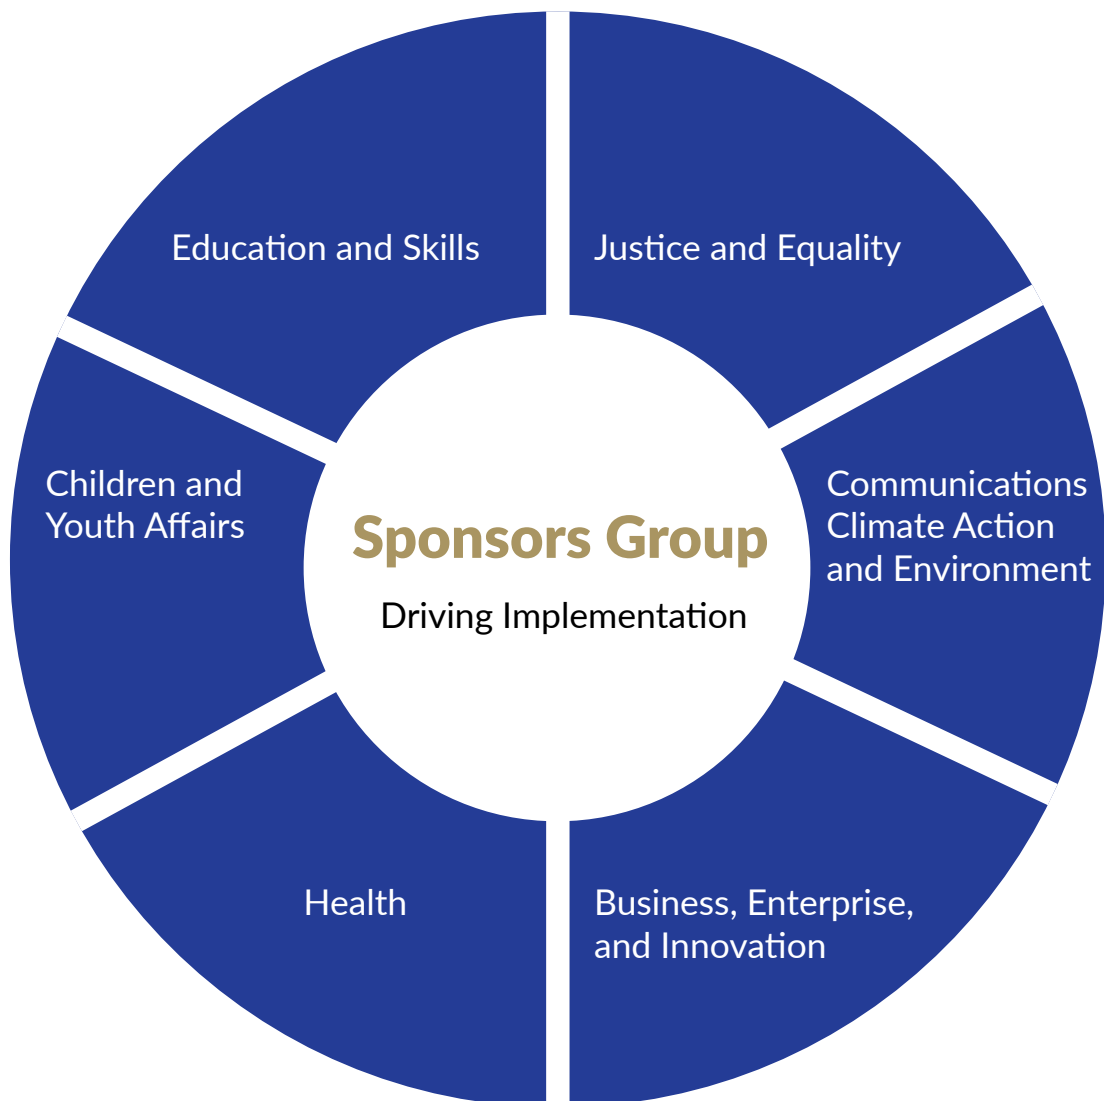 Education and Skills
Justice and Equality
Children and
Youth Affairs
Communications
Climate Action
and Environment
Sponsors Group
Driving Implementation
Health
Business, Enterprise,
and Innovation